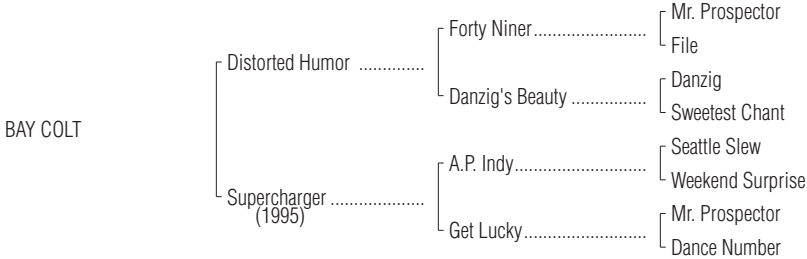 Mr. Prospector
Forty Niner........................
File
Distorted Humor ..............
Danzig
Danzig's Beauty ................
Sweetest Chant
BAY COLT
Seattle Slew
A.P. Indy............................
Weekend Surprise
Supercharger ....................
(1995)
Mr. Prospector
Get Lucky..........................
Dance Number